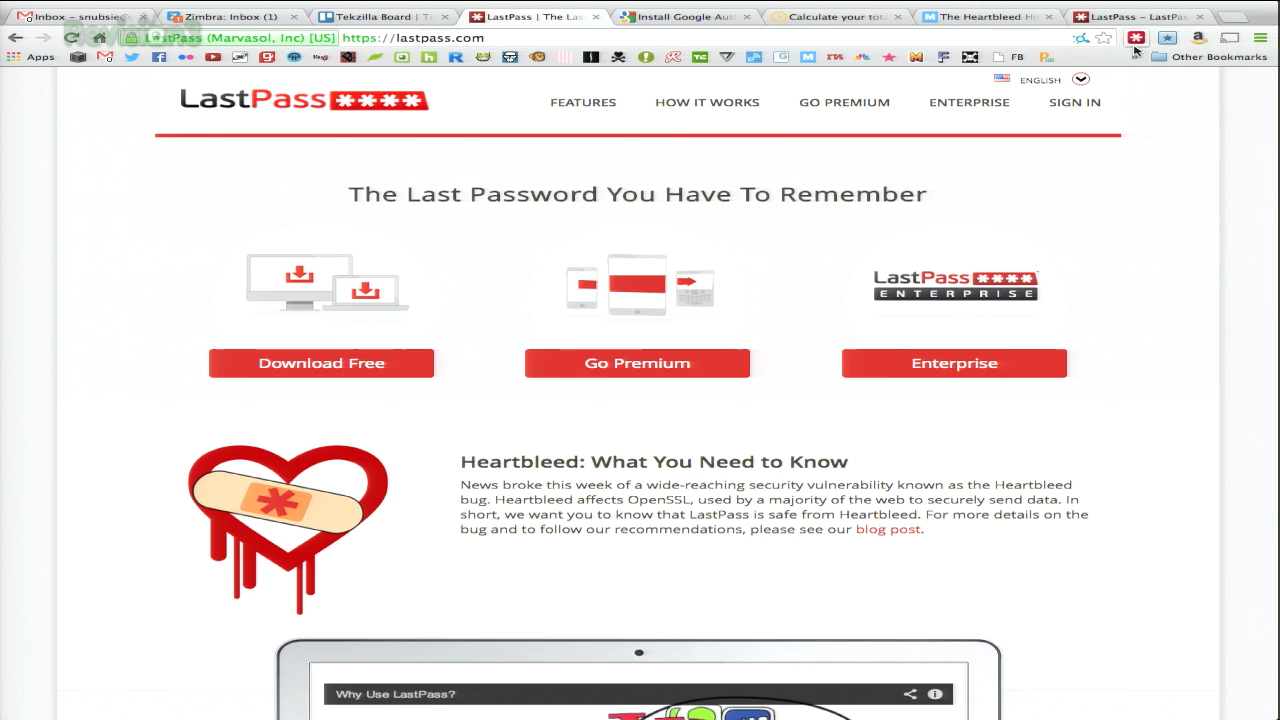 Inbox – snubsie@
Zimbra: Inbox (1)
Tekzilla Board | T
LastPass | The Las
Install Google Aut
Calculate your tot
The Heartbleed H
LastPass – LastPas
LastPass (Marvasol, Inc) [US]
https://lastpass.com
Apps
FB
Other Bookmarks
ENGLISH
LastPass ****
FEATURES
HOW IT WORKS
GO PREMIUM
ENTERPRISE
SIGN IN
The Last Password You Have To Remember
LastPass ****
ENTERPRISE
Download Free
Go Premium
Enterprise
Heartbleed: What You Need to Know
News broke this week of a wide-reaching security vulnerability known as the Heartbleed
bug. Heartbleed affects OpenSSL, used by a majority of the web to securely send data. In
short, we want you to know that LastPass is safe from Heartbleed. For more details on the
bug and to follow our recommendations, please see our blog post.
Why Use LastPass?